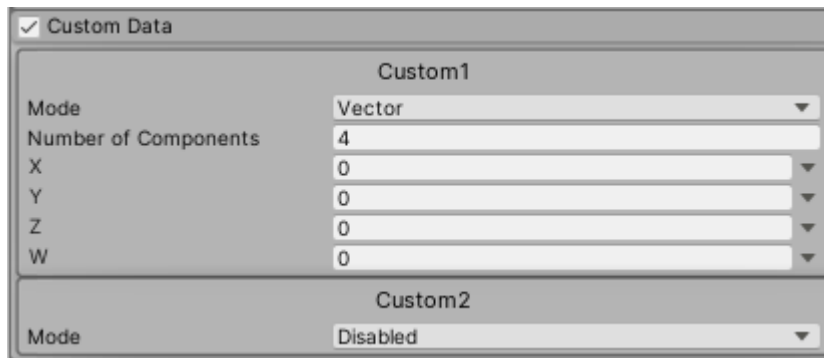 Custom Data
Custom1
Mode Vector
Number of Components 4
X 0
Y 0
Z 0
W 0
Custom2
Mode Disabled